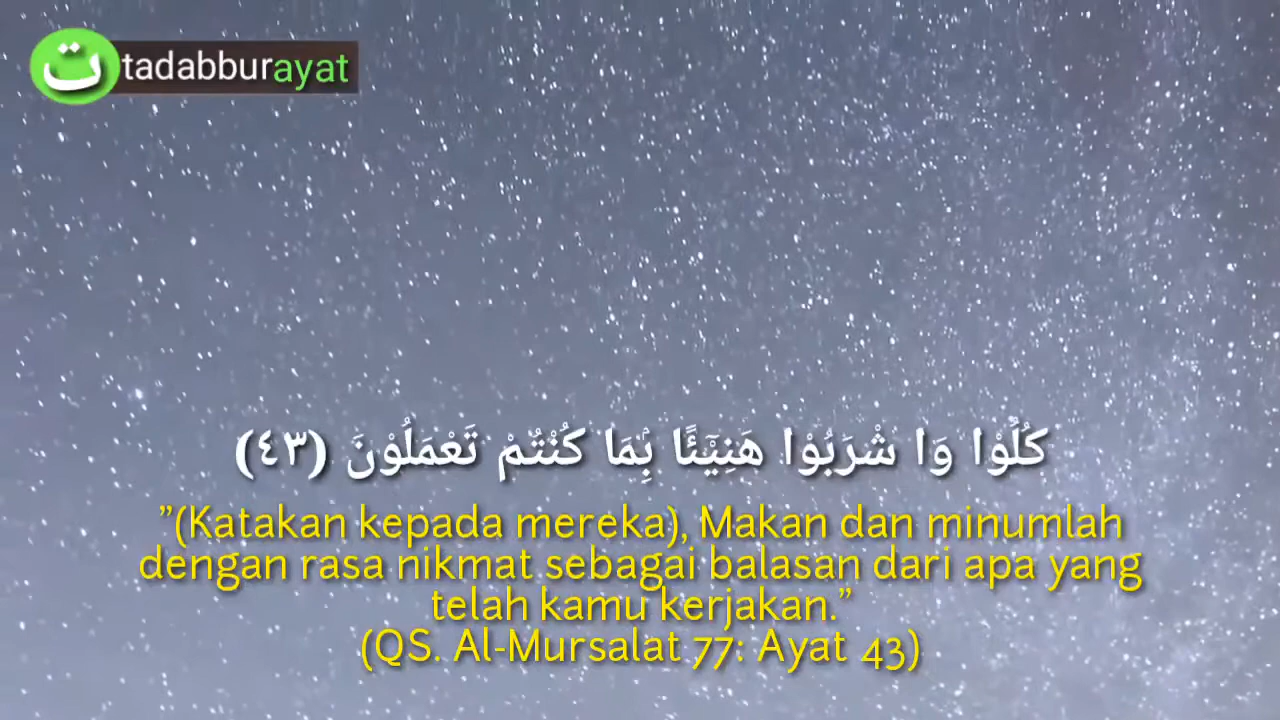 ت tadabburayat
كُلُوْا وَا شْرَبُوْا هَنِيْٓئًا بِۢمَا كُنْتُمْ تَعْمَلُوْنَ (٤٣)
"(Katakan kepada mereka), Makan dan minumlah
dengan rasa nikmat sebagai balasan dari apa yang
telah kamu kerjakan."
(QS. Al-Mursalat 77: Ayat 43)